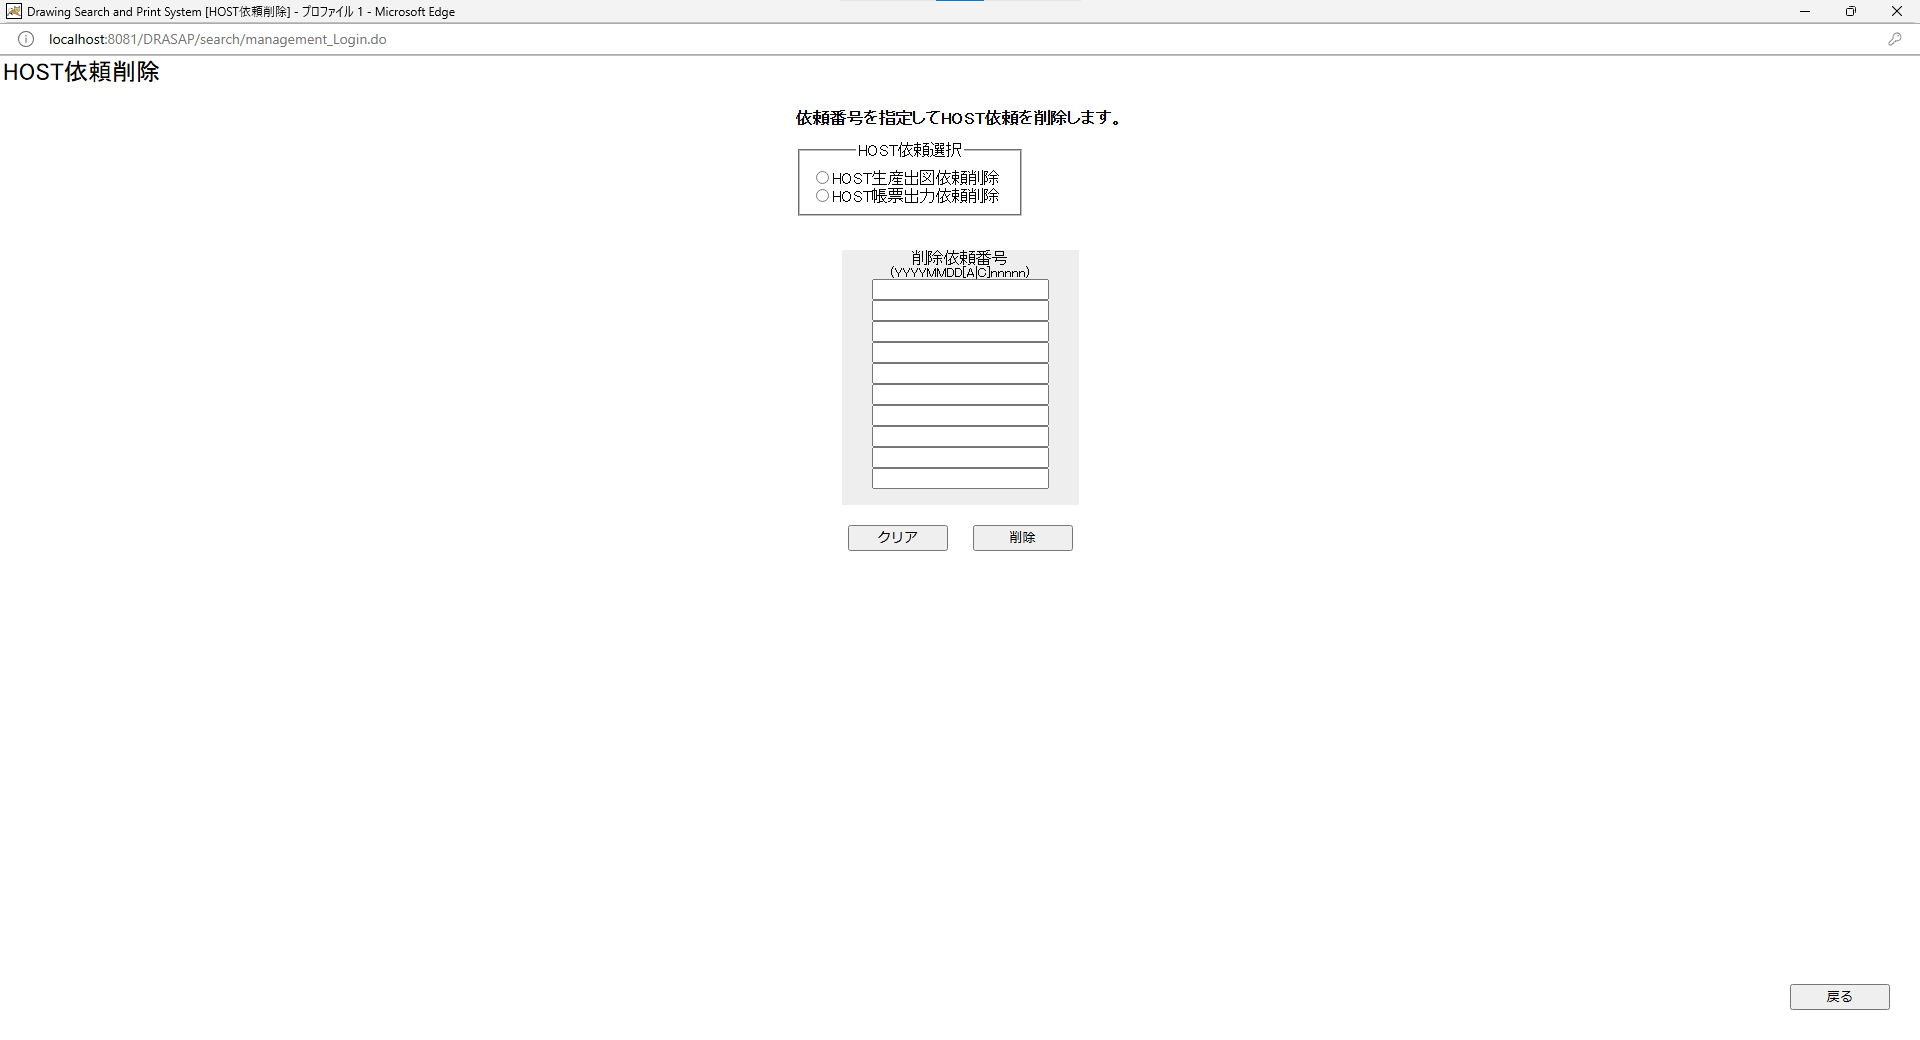 Drawing Search and Print System [HOST依頼削除] - プロファイル 1 - Microsoft Edge
localhost:8081/DRASAP/search/management_Login.do
HOST依頼削除
依頼番号を指定してHOST依頼を削除します。
HOST依頼選択
HOST生産出図依頼削除
HOST帳票出力依頼削除
削除依頼番号
(YYYYMMDD[A|C]nnnnn)
クリア
削除
戻る